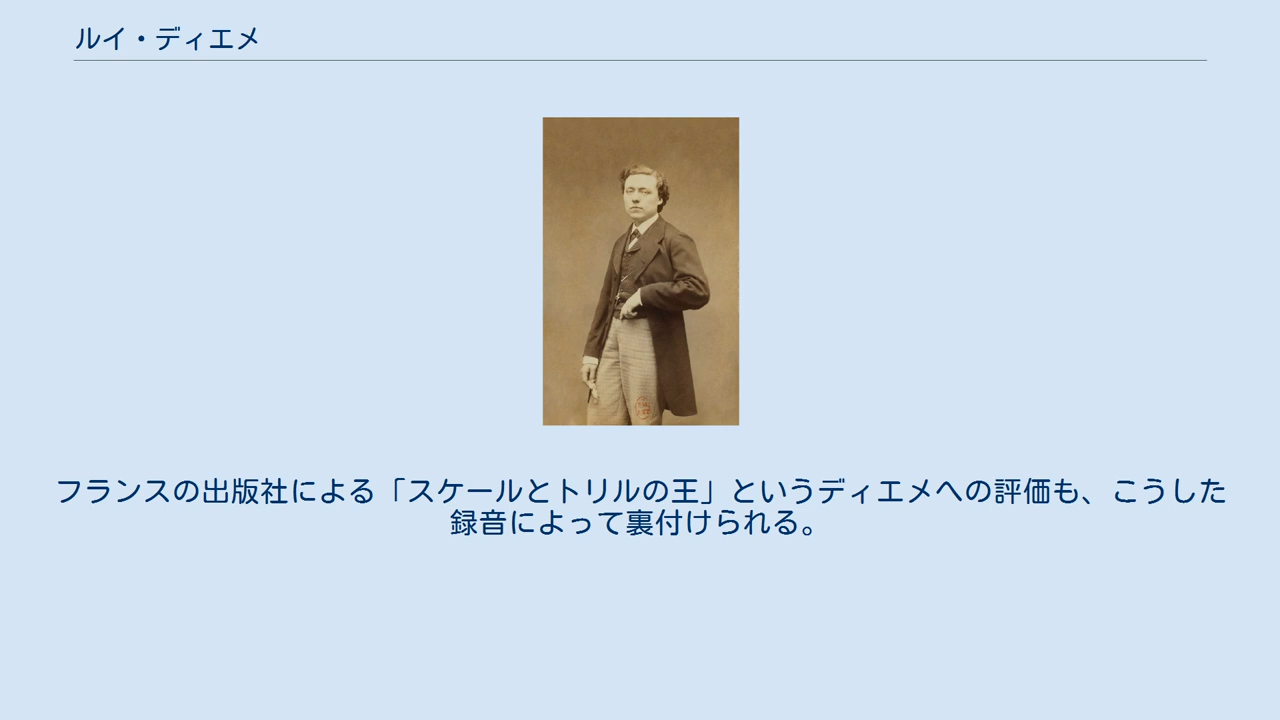 ルイ・ディエメ
フランスの出版社による「スケールとトリルの王」というディエメへの評価も、こうした
録音によって裏付けられる。